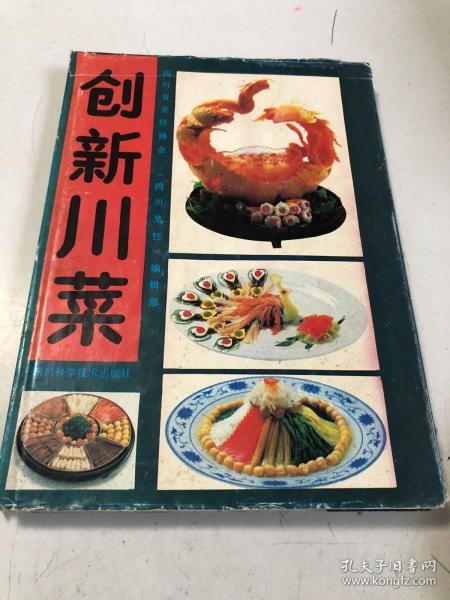 创新川菜
四川省烹饪协会 《四川烹饪》编辑部
四川科学技术出版社
孔夫子旧书网
www.kongfz.com